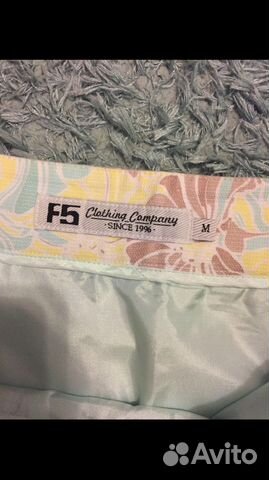 F5 Clothing Company
· SINCE 1996 ·
M
Avito